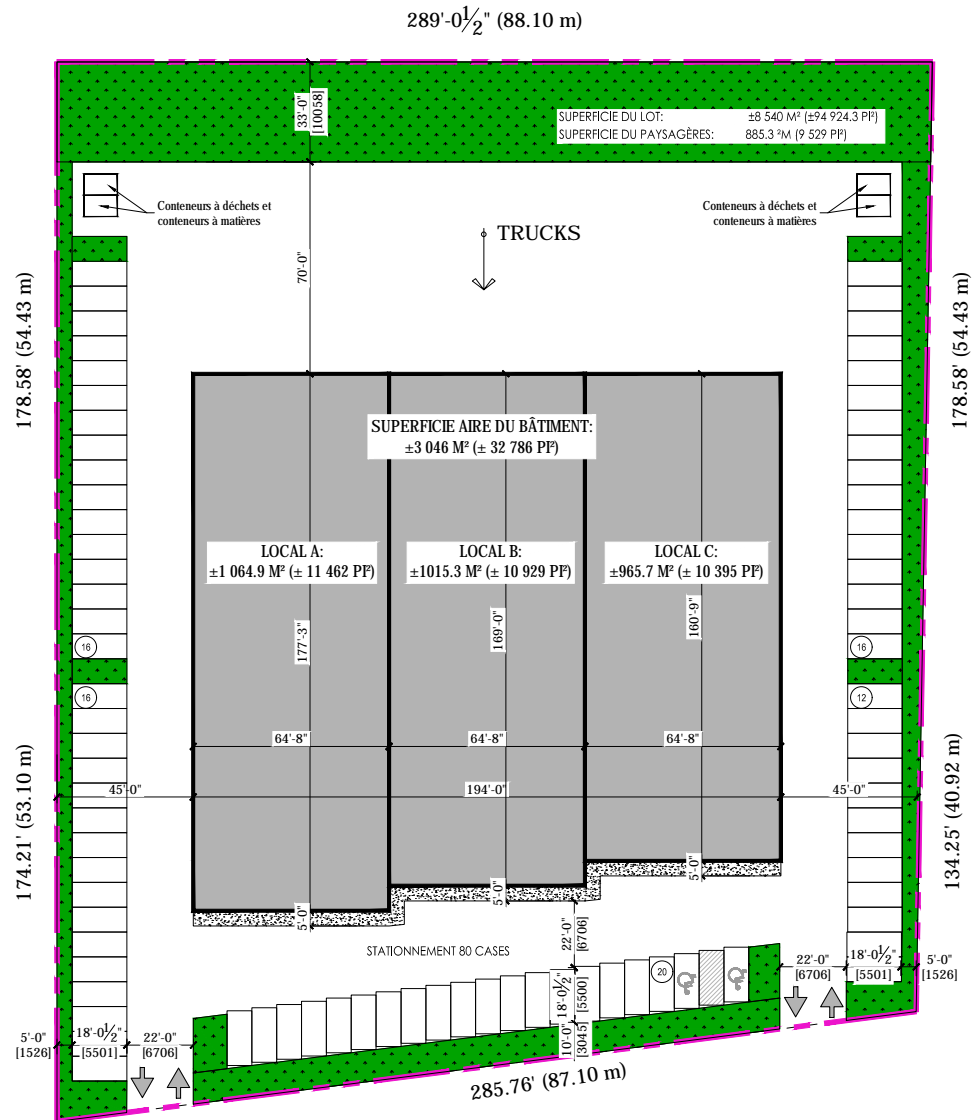 289'-0½" (88.10 m)
33'-0"
[10058]
SUPERFICIE DU LOT: ±8 540 M² (±94 924.3 PI²)
SUPERFICIE DU PAYSAGÈRES: 885.3 ²M (9 529 PI²)
Conteneurs à déchets et
conteneurs à matières
Conteneurs à déchets et
conteneurs à matières
TRUCKS
70'-0"
178.58' (54.43 m)
178.58' (54.43 m)
SUPERFICIE AIRE DU BÂTIMENT:
±3 046 M² (± 32 786 PI²)
LOCAL A:
±1 064.9 M² (± 11 462 PI²)
LOCAL B:
±1015.3 M² (± 10 929 PI²)
LOCAL C:
±965.7 M² (± 10 395 PI²)
177'-3"
169'-0"
160'-9"
16
16
16
12
64'-8"
64'-8"
64'-8"
45'-0"
194'-0"
45'-0"
174.21' (53.10 m)
134.25' (40.92 m)
5'-0"
5'-0"
5'-0"
STATIONNEMENT 80 CASES
22'-0"
[6706]
20
18'-0½"
[5500]
10'-0"
[3045]
22'-0"
[6706]
18'-0½"
[5501]
5'-0"
[1526]
5'-0"
[1526]
18'-0½"
[5501]
22'-0"
[6706]
285.76' (87.10 m)